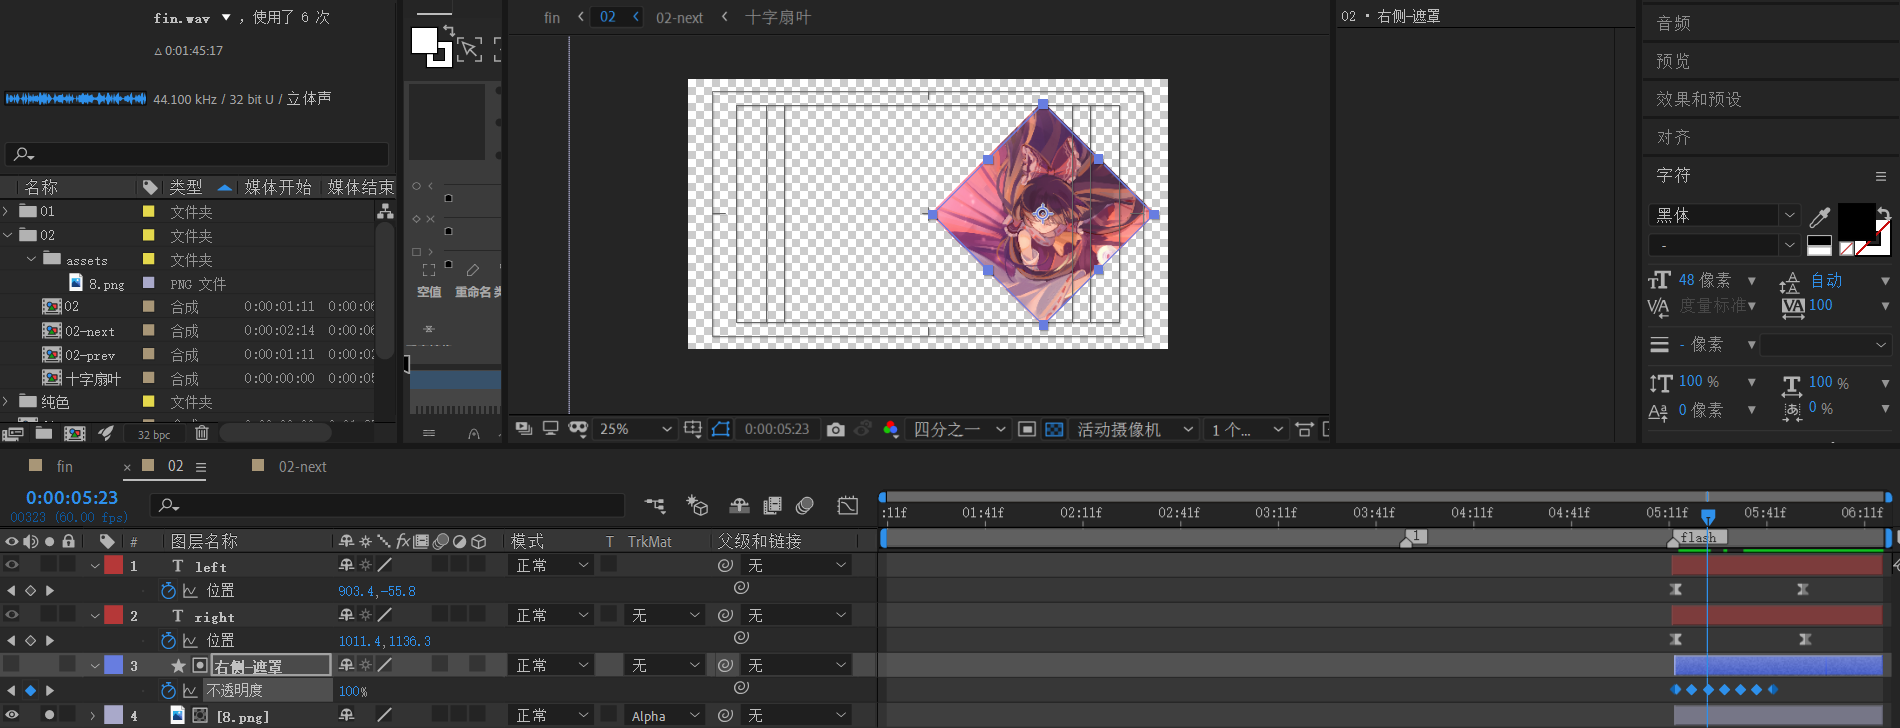 fin.wav ▼ ，使用了 6 次
△ 0:01:45:17
44.100 kHz / 32 bit U / 立体声
名称 类型 媒体开始 媒体结束
01 文件夹
02 文件夹
assets 文件夹
8.png PNG 文件
02 合成 0:00:01:11 0:00:06
02-next 合成 0:00:02:14 0:00:06
02-prev 合成 0:00:01:11 0:00:02
十字扇叶 合成 0:00:00:00 0:00:05
纯色 文件夹
32 bpc
空值 重命名
fin 02 02-next 十字扇叶
25% 0:00:05:23 四分之一 活动摄像机 1 个...
02 · 右侧-遮罩
音频
预览
效果和预设
对齐
字符
黑体
-
48 像素 自动
度量标准 100
- 像素
100 % 100 %
0 像素 0 %
fin × 02 02-next
0:00:05:23
00323 (60.00 fps)
:11f 01:41f 02:11f 02:41f 03:11f 03:41f 04:11f 04:41f 05:11f 05:41f 06:11f
1 flash
# 图层名称 模式 T TrkMat 父级和链接
1 T left 正常 无
位置 903.4,-55.8
2 T right 正常 无 无
位置 1011.4,1136.3
3 右侧-遮罩 正常 无 无
不透明度 100%
4 [8.png] 正常 Alpha 无